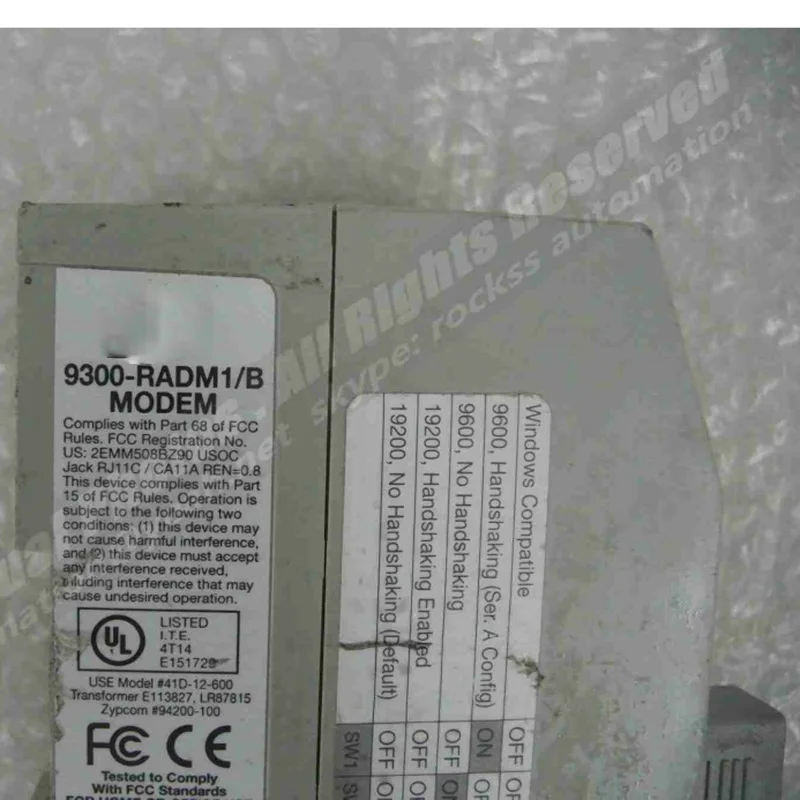 9300-RADM1/B
MODEM
Complies with Part 68 of FCC
Rules. FCC Registration No.
US: 2EMM508BZ90 USOC
Jack RJ11C / CA11A REN=0.8
This device complies with Part
15 of FCC Rules. Operation is
subject to the following two
conditions: (1) this device may
not cause harmful interference,
and (2) this device must accept
any interference received,
including interference that may
cause undesired operation.
UL
LISTED
I.T.E.
4T14
E151729
USE Model #41D-12-600
Transformer E113827, LR87815
Zypcom #94200-100
FC CE
Tested to Comply
With FCC Standards
Windows Compatible OFF
9600, Handshaking (Ser. A Config) ON
9600, No Handshaking OFF
19200, Handshaking Enabled OFF
19200, No Handshaking (Default) OFF
SW1
All Rights Reserved
skype: rockss automation